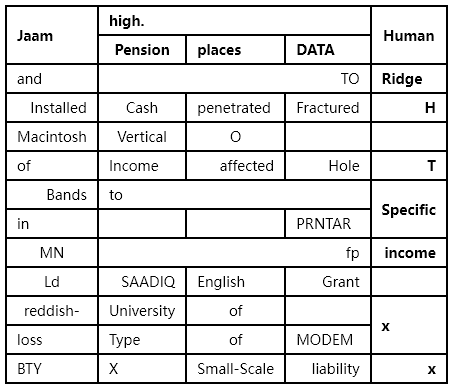 Jaam high. Human
Pension places DATA
and TO Ridge
Installed Cash penetrated Fractured H
Macintosh Vertical O
of Income affected Hole T
Bands to Specific
in PRNTAR
MN fp income
Ld SAADIQ English Grant
reddish- University of x
loss Type of MODEM
BTY X Small-Scale liability x